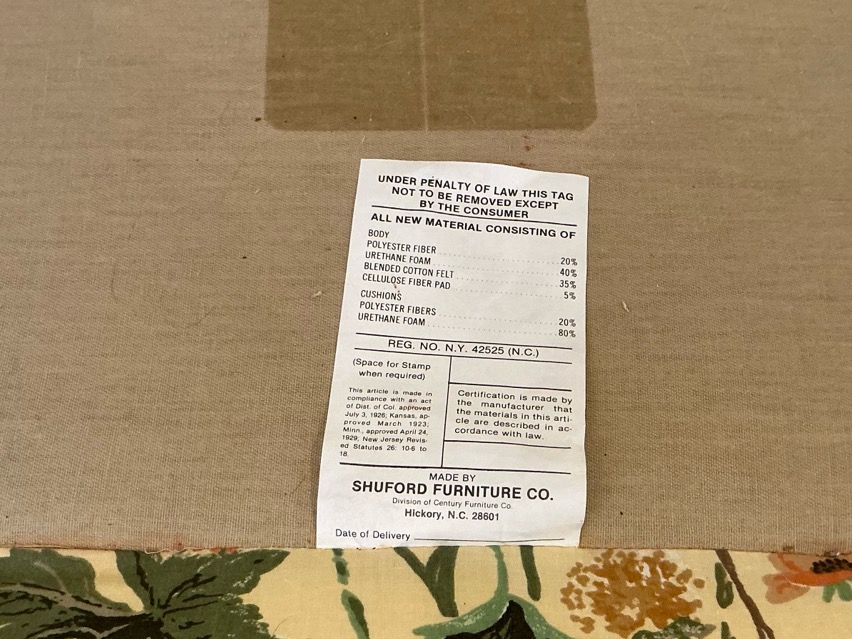 UNDER PENALTY OF LAW THIS TAG
NOT TO BE REMOVED EXCEPT
BY THE CONSUMER
ALL NEW MATERIAL CONSISTING OF
BODY
POLYESTER FIBER 20%
URETHANE FOAM 40%
BLENDED COTTON FELT 35%
CELLULOSE FIBER PAD 5%
CUSHIONS
POLYESTER FIBERS 20%
URETHANE FOAM 80%
REG. NO. N.Y. 42525 (N.C.)
(Space for Stamp
when required)
This article is made in
compliance with an act
of Dist. of Col. approved
July 3, 1926; Kansas, ap-
proved March 1923;
Minn., approved April 24,
1929; New Jersey Revis-
ed Statutes 26: 10-6 to
18.
Certification is made by
the manufacturer that
the materials in this arti-
cle are described in ac-
cordance with law.
MADE BY
SHUFORD FURNITURE CO.
Division of Century Furniture Co.
Hickory, N.C. 28601
Date of Delivery